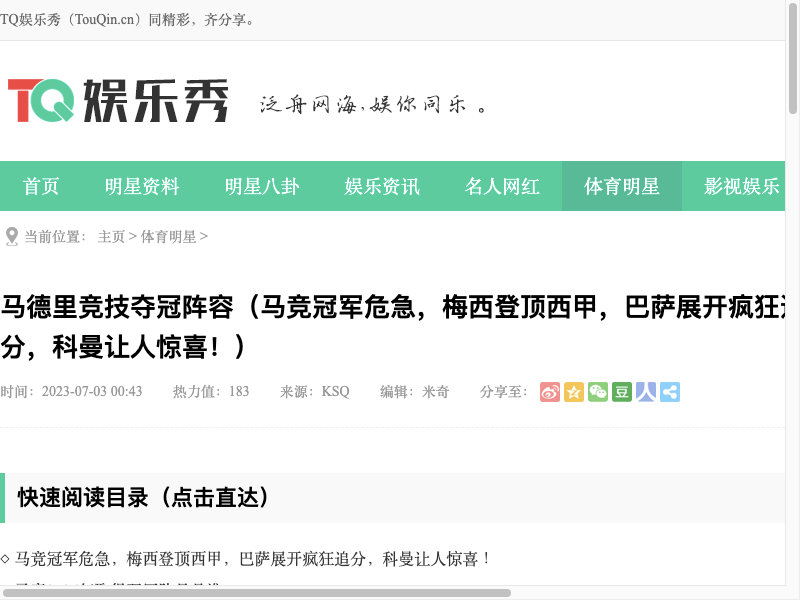 TQ娱乐秀（TouQin.cn）同精彩，齐分享。
TQ娱乐秀
泛舟网海,娱你同乐。
首页 明星资料 明星八卦 娱乐资讯 名人网红 体育明星 影视娱乐
当前位置： 主页 > 体育明星 >
马德里竞技夺冠阵容（马竞冠军危急，梅西登顶西甲，巴萨展开疯狂
分，科曼让人惊喜！）
时间：2023-07-03 00:43 热力值：183 来源：KSQ 编辑：米奇 分享至：
快速阅读目录（点击直达）
◇ 马竞冠军危急，梅西登顶西甲，巴萨展开疯狂追分，科曼让人惊喜！